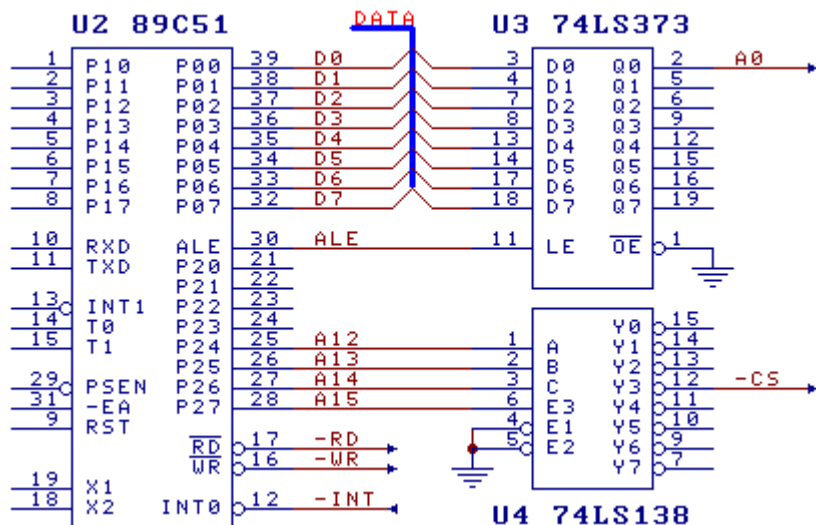 DATA
U2 89C51 U3 74LS373
1 P10 P00 39 D0 3 D0 Q0 2 A0
2 P11 P01 38 D1 4 D1 Q1 5
3 P12 P02 37 D2 7 D2 Q2 6
4 P13 P03 36 D3 8 D3 Q3 9
5 P14 P04 35 D4 13 D4 Q4 12
6 P15 P05 34 D5 14 D5 Q5 15
7 P16 P06 33 D6 17 D6 Q6 16
8 P17 P07 32 D7 18 D7 Q7 19
10 RXD ALE 30 ALE 11 LE OE 1
11 TXD P20 21
P21 22
13 INT1 P22 23
14 T0 P23 24 Y0 15
15 T1 P24 25 A12 1 A Y1 14
P25 26 A13 2 B Y2 13
29 PSEN P26 27 A14 3 C Y3 12 -CS
31 -EA P27 28 A15 6 E3 Y4 11
9 RST 4 E1 Y5 10
RD 17 -RD 5 E2 Y6 9
WR 16 -WR Y7 7
19 X1
18 X2 INT0 12 -INT U4 74LS138